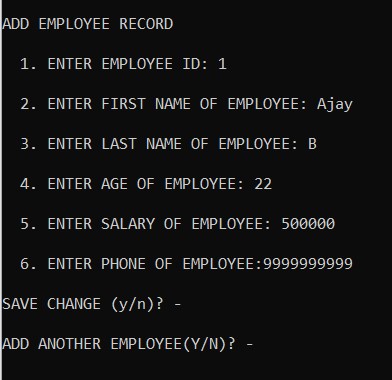 ADD EMPLOYEE RECORD
1. ENTER EMPLOYEE ID: 1
2. ENTER FIRST NAME OF EMPLOYEE: Ajay
3. ENTER LAST NAME OF EMPLOYEE: B
4. ENTER AGE OF EMPLOYEE: 22
5. ENTER SALARY OF EMPLOYEE: 500000
6. ENTER PHONE OF EMPLOYEE:9999999999
SAVE CHANGE (y/n)? -
ADD ANOTHER EMPLOYEE(Y/N)? -